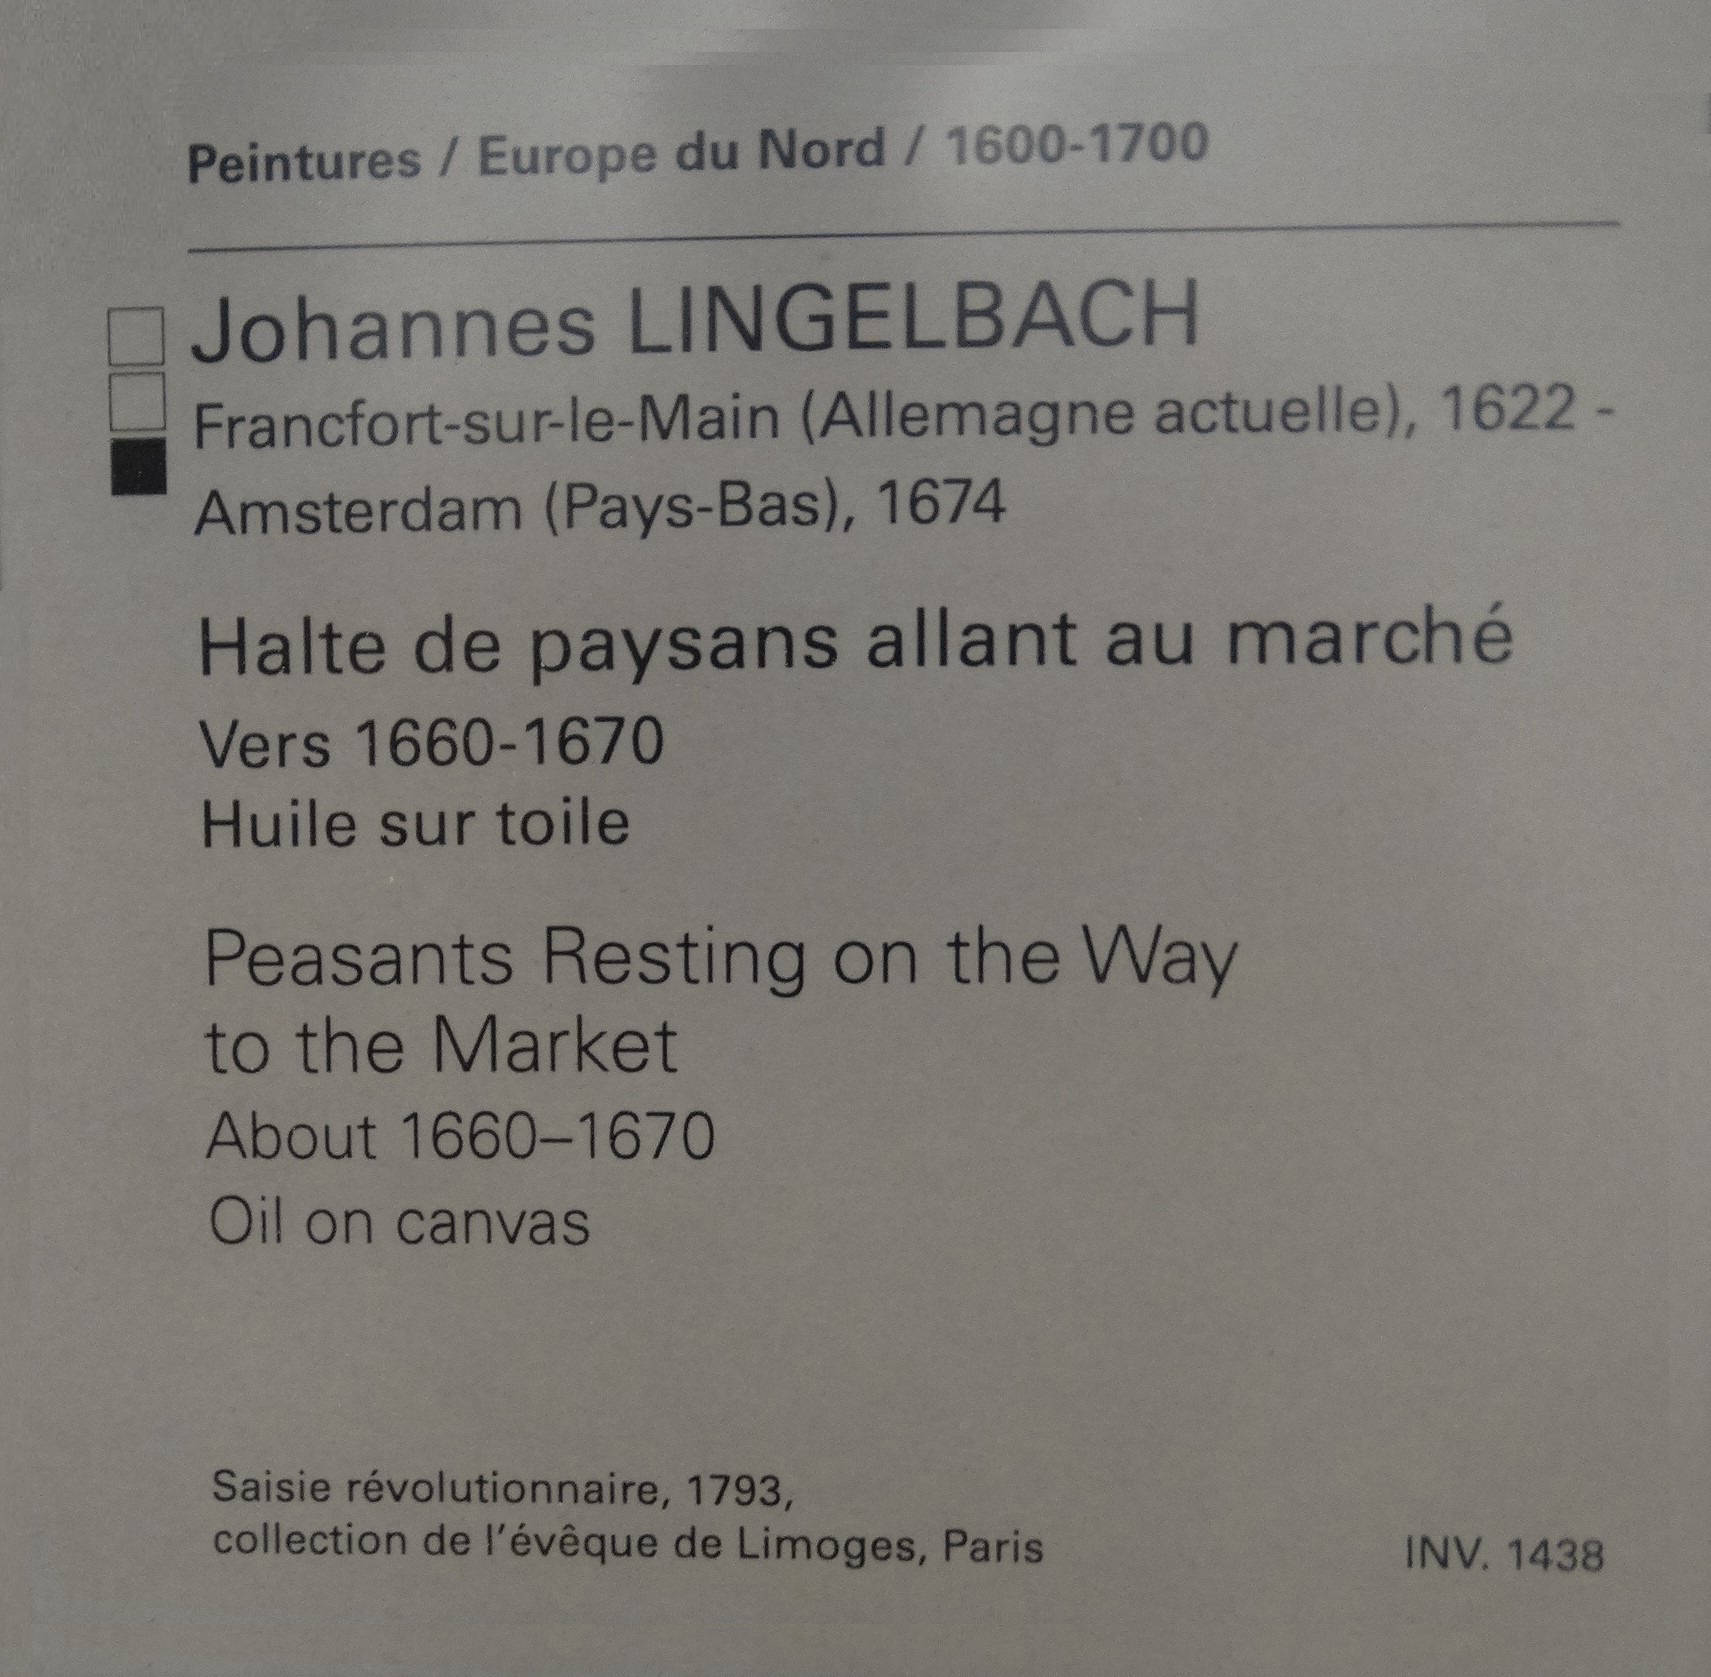 Peintures / Europe du Nord / 1600-1700
Johannes LINGELBACH
Francfort-sur-le-Main (Allemagne actuelle), 1622 -
Amsterdam (Pays-Bas), 1674
Halte de paysans allant au marché
Vers 1660-1670
Huile sur toile
Peasants Resting on the Way
to the Market
About 1660–1670
Oil on canvas
Saisie révolutionnaire, 1793,
collection de l'évêque de Limoges, Paris
INV. 1438